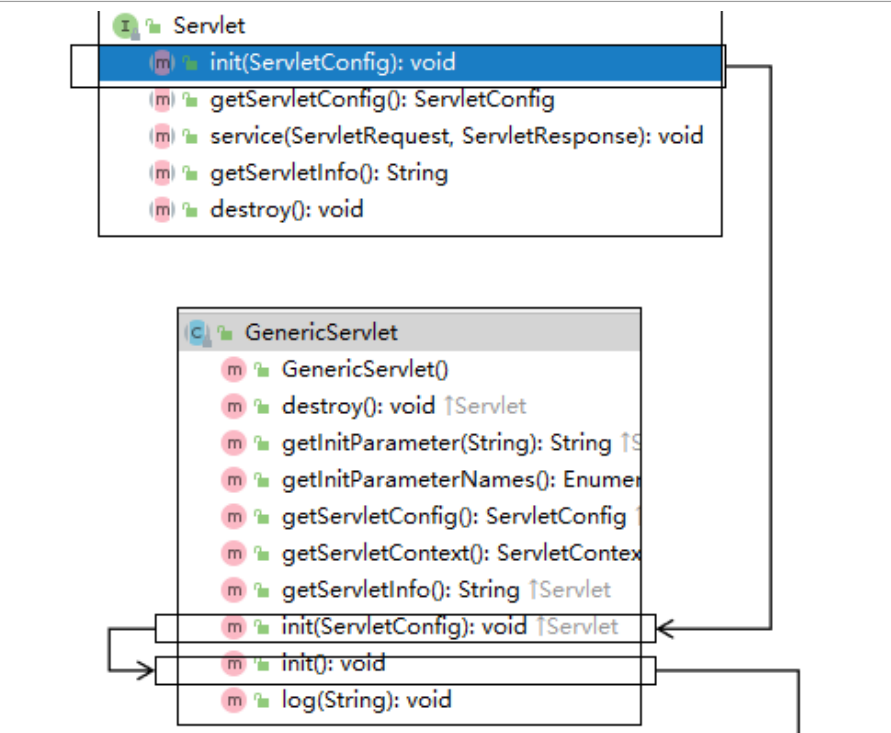 Servlet
init(ServletConfig): void
getServletConfig(): ServletConfig
service(ServletRequest, ServletResponse): void
getServletInfo(): String
destroy(): void
GenericServlet
GenericServlet()
destroy(): void ↑Servlet
getInitParameter(String): String ↑S
getInitParameterNames(): Enumer
getServletConfig(): ServletConfig ↑
getServletContext(): ServletContex
getServletInfo(): String ↑Servlet
init(ServletConfig): void ↑Servlet
init(): void
log(String): void